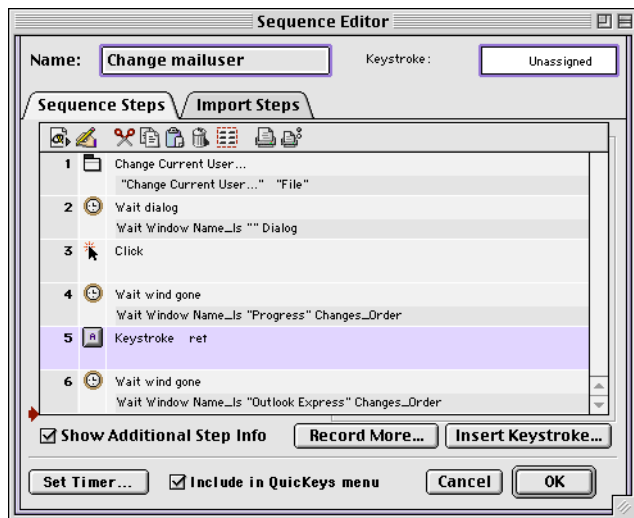 Sequence Editor
Name: Change mailuser Keystroke: Unassigned
Sequence Steps Import Steps
1 Change Current User...
"Change Current User..." "File"
2 Wait dialog
Wait Window Name_Is "" Dialog
3 Click
4 Wait wind gone
Wait Window Name_Is "Progress" Changes_Order
5 A Keystroke ret
6 Wait wind gone
Wait Window Name_Is "Outlook Express" Changes_Order
Show Additional Step Info Record More... Insert Keystroke...
Set Timer... Include in QuicKeys menu Cancel OK